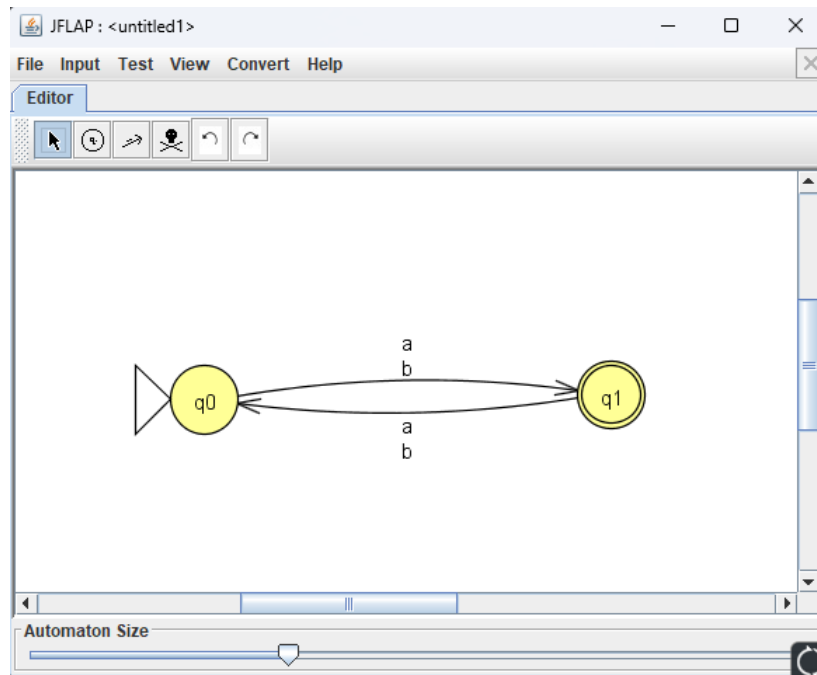 JFLAP : <untitled1>
File Input Test View Convert Help
Editor
a
b
q0
q1
a
b
Automaton Size